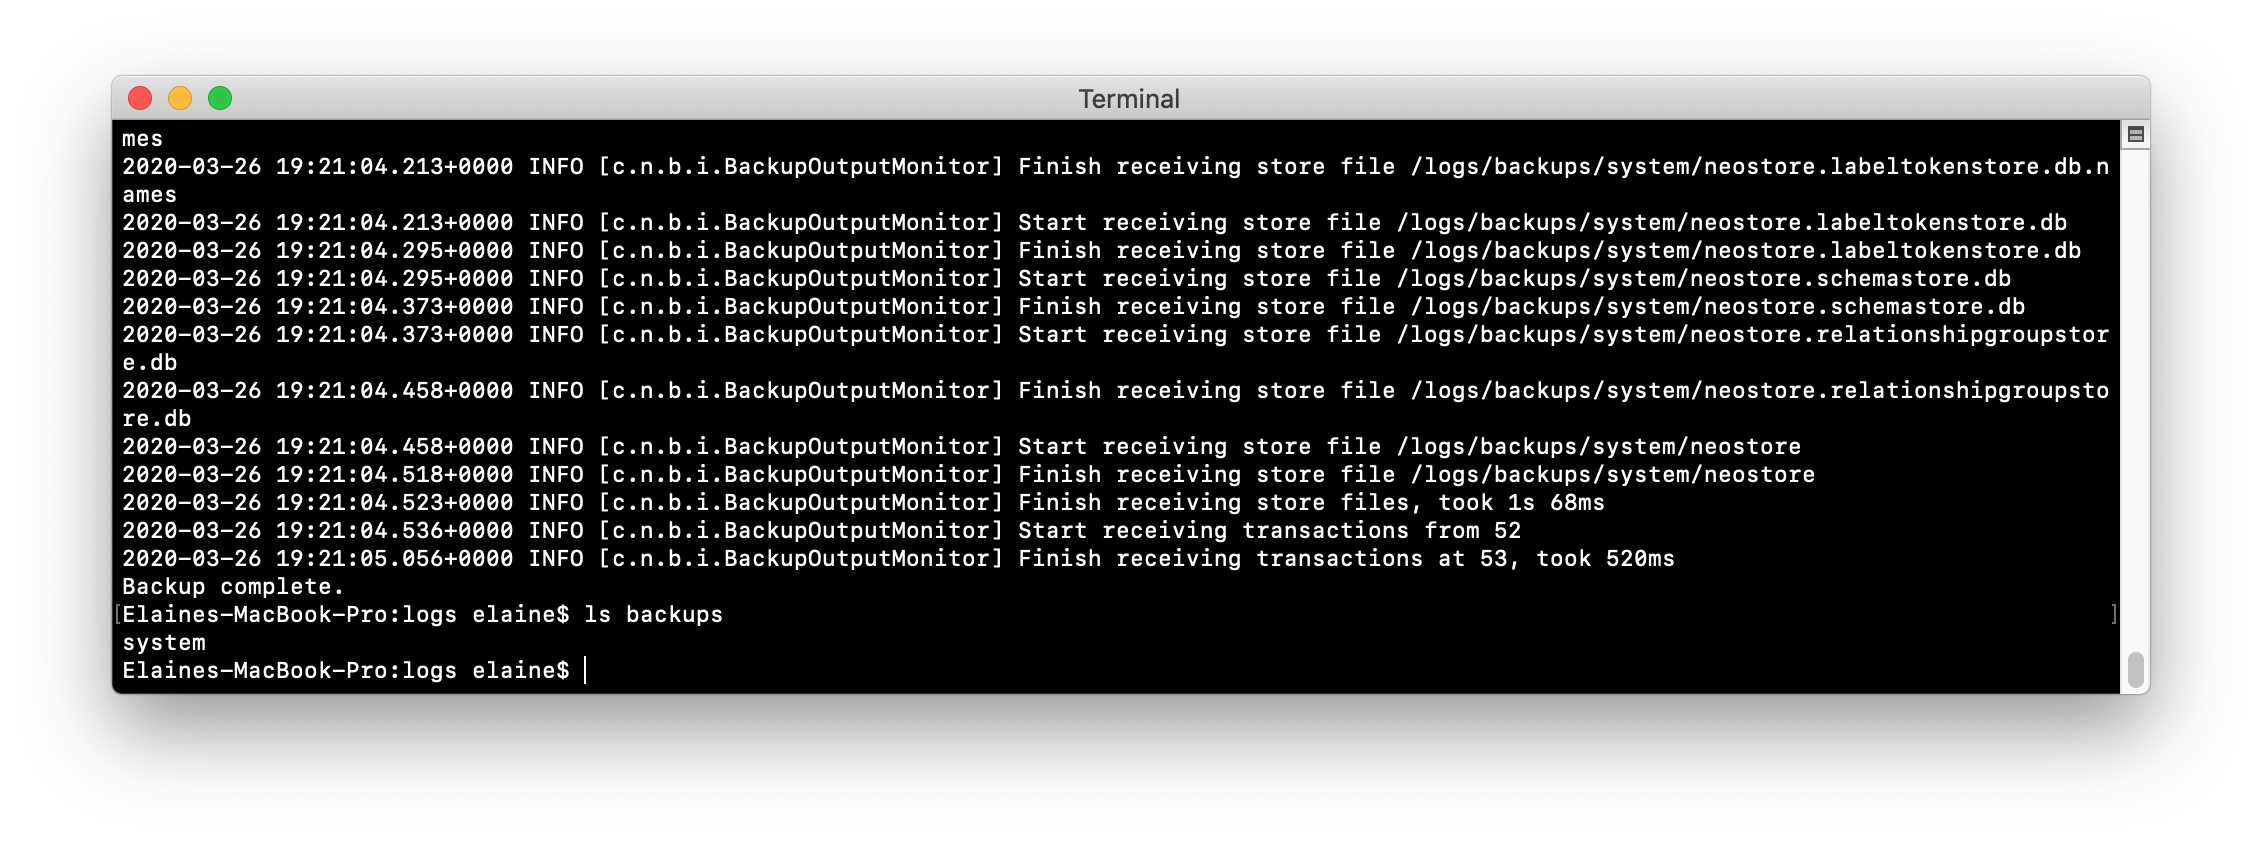 Terminal
mes
2020-03-26 19:21:04.213+0000 INFO [c.n.b.i.BackupOutputMonitor] Finish receiving store file /logs/backups/system/neostore.labeltokenstore.db.n
ames
2020-03-26 19:21:04.213+0000 INFO [c.n.b.i.BackupOutputMonitor] Start receiving store file /logs/backups/system/neostore.labeltokenstore.db
2020-03-26 19:21:04.295+0000 INFO [c.n.b.i.BackupOutputMonitor] Finish receiving store file /logs/backups/system/neostore.labeltokenstore.db
2020-03-26 19:21:04.295+0000 INFO [c.n.b.i.BackupOutputMonitor] Start receiving store file /logs/backups/system/neostore.schemastore.db
2020-03-26 19:21:04.373+0000 INFO [c.n.b.i.BackupOutputMonitor] Finish receiving store file /logs/backups/system/neostore.schemastore.db
2020-03-26 19:21:04.373+0000 INFO [c.n.b.i.BackupOutputMonitor] Start receiving store file /logs/backups/system/neostore.relationshipgroupstor
e.db
2020-03-26 19:21:04.458+0000 INFO [c.n.b.i.BackupOutputMonitor] Finish receiving store file /logs/backups/system/neostore.relationshipgroupsto
re.db
2020-03-26 19:21:04.458+0000 INFO [c.n.b.i.BackupOutputMonitor] Start receiving store file /logs/backups/system/neostore
2020-03-26 19:21:04.518+0000 INFO [c.n.b.i.BackupOutputMonitor] Finish receiving store file /logs/backups/system/neostore
2020-03-26 19:21:04.523+0000 INFO [c.n.b.i.BackupOutputMonitor] Finish receiving store files, took 1s 68ms
2020-03-26 19:21:04.536+0000 INFO [c.n.b.i.BackupOutputMonitor] Start receiving transactions from 52
2020-03-26 19:21:05.056+0000 INFO [c.n.b.i.BackupOutputMonitor] Finish receiving transactions at 53, took 520ms
Backup complete.
[Elaines-MacBook-Pro:logs elaine$ ls backups ]
system
Elaines-MacBook-Pro:logs elaine$